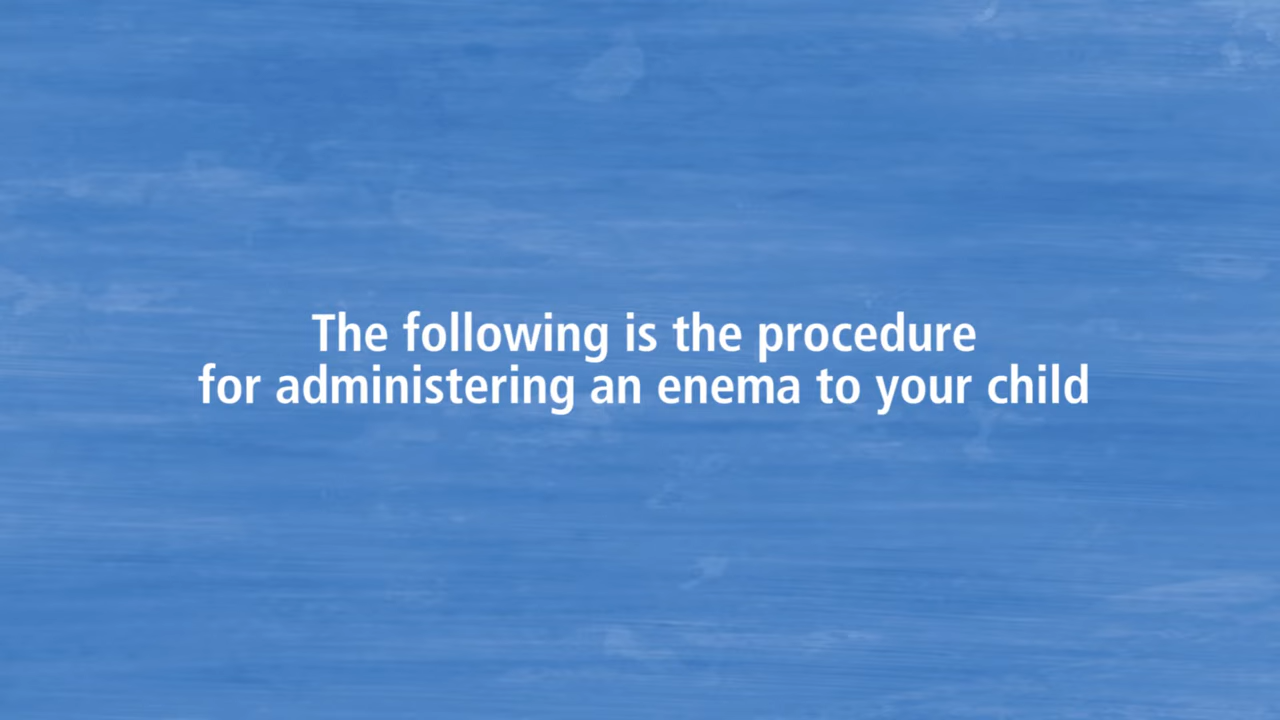 The following is the procedure
for administering an enema to your child